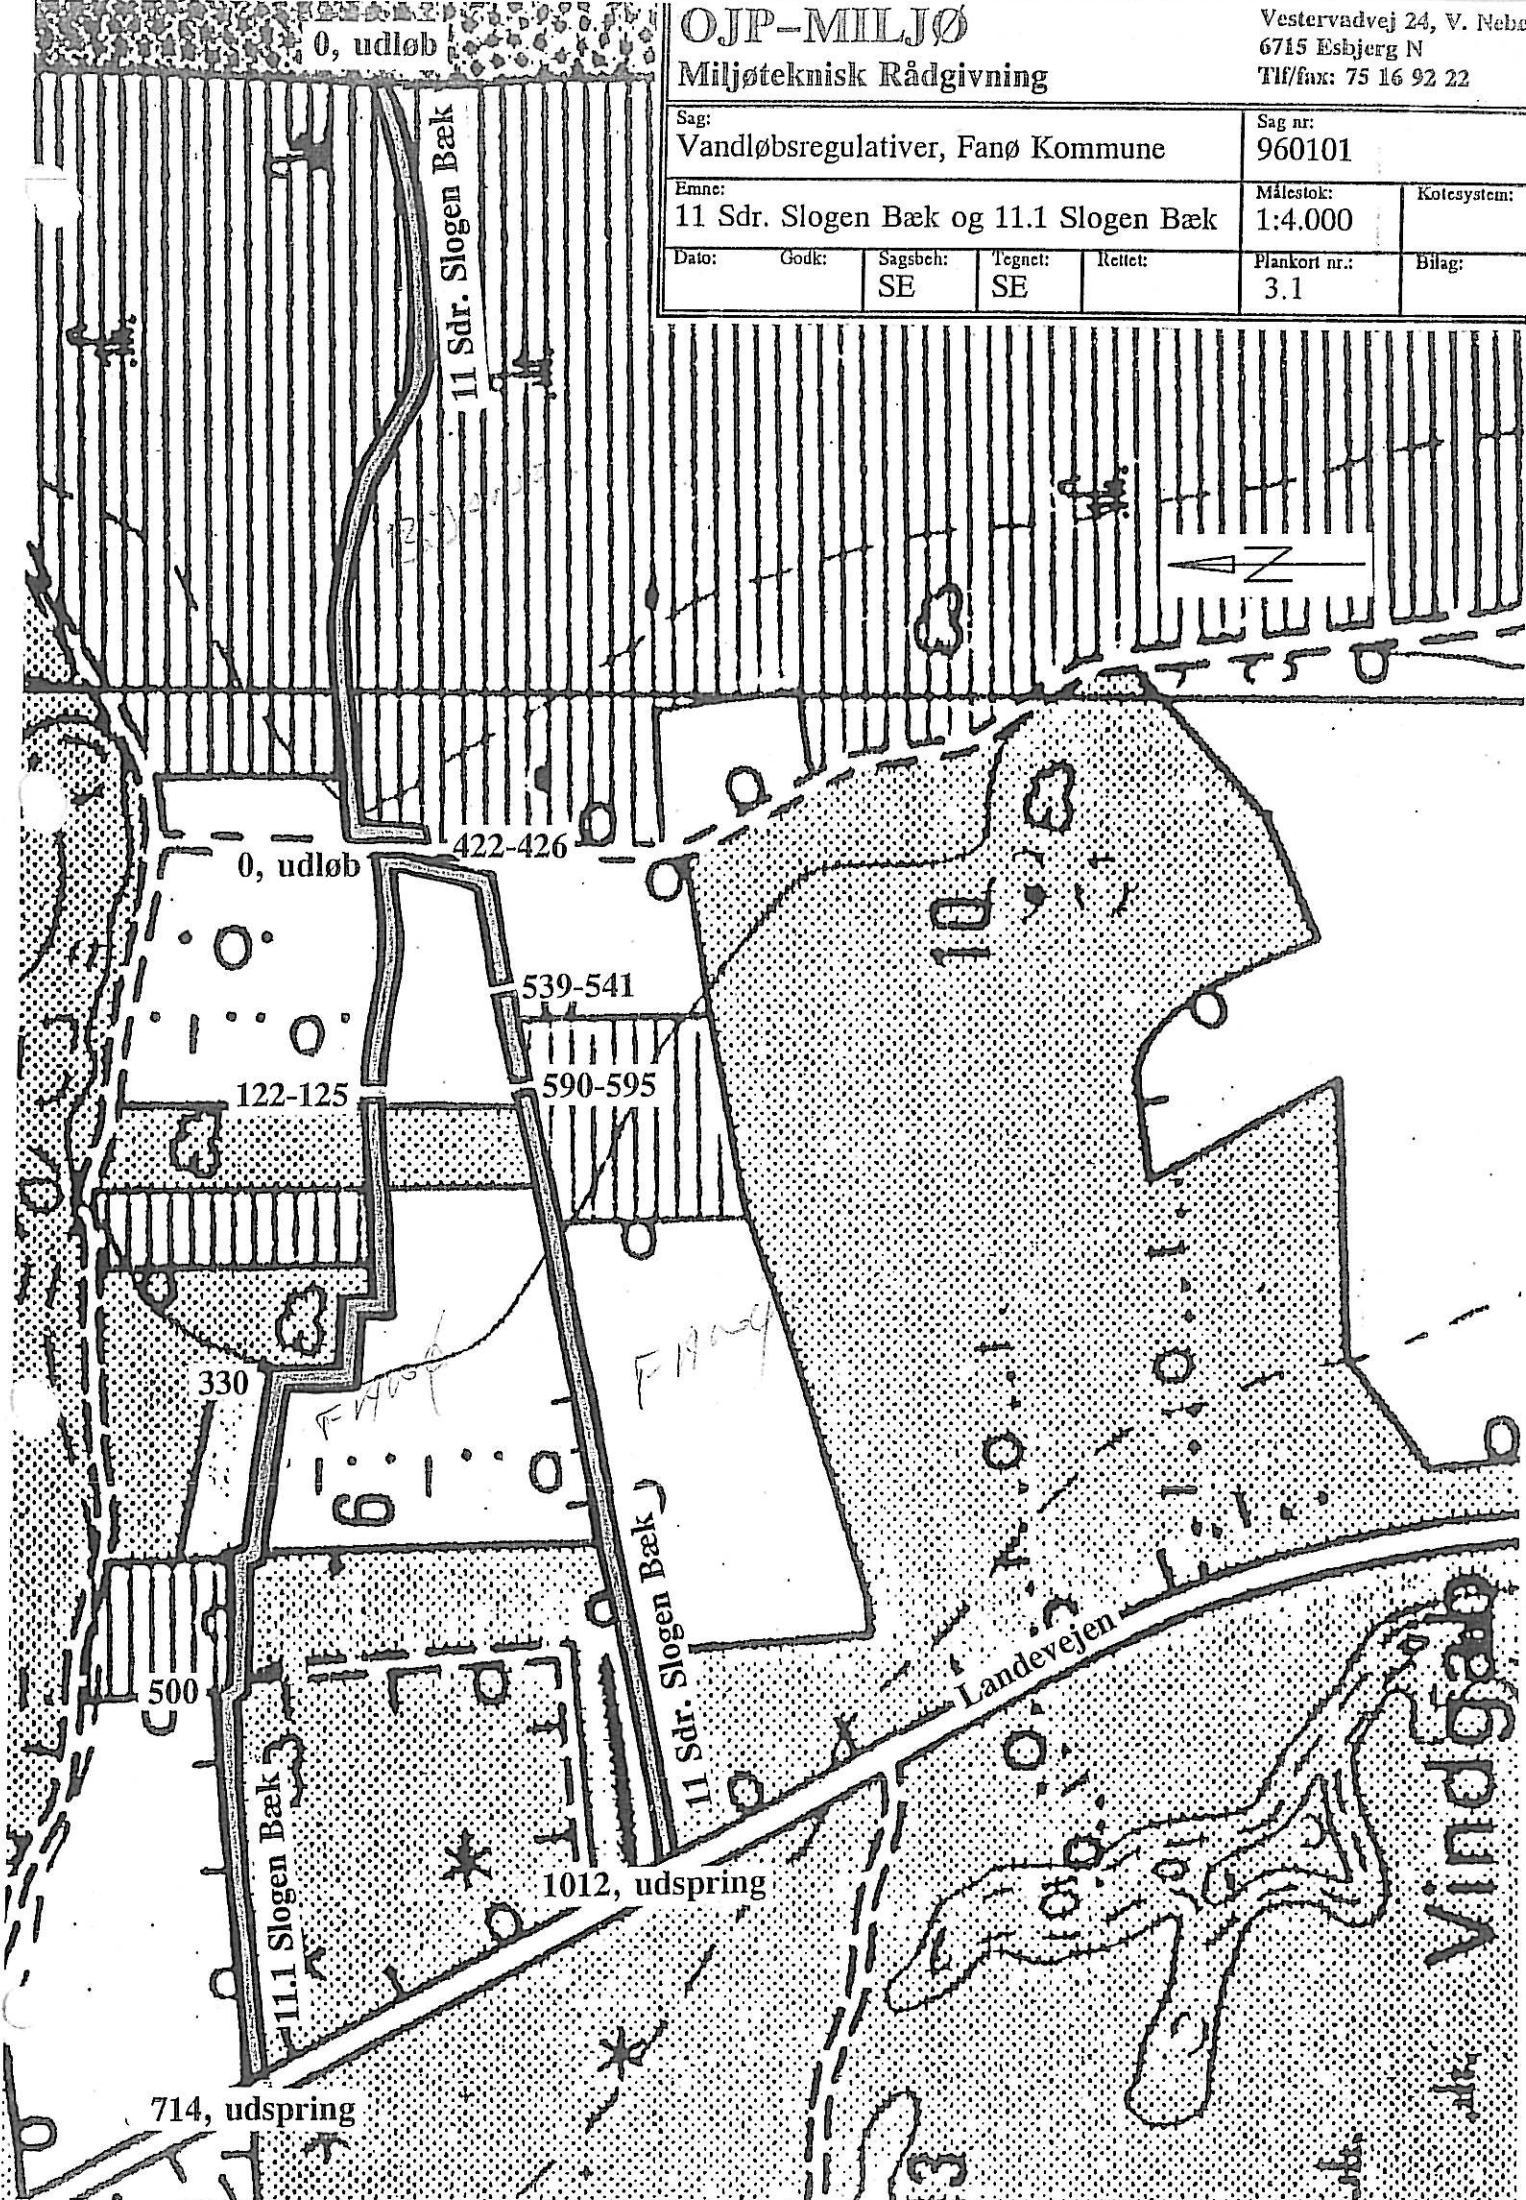 0, udløb
OJP-MILJØ
Miljøteknisk Rådgivning
Vestervadvej 24, V. Neb
6715 Esbjerg N
Tlf/fax: 75 16 92 22
Sag:
Vandløbsregulativer, Fanø Kommune
Sag nr:
960101
Emne:
11 Sdr. Slogen Bæk og 11.1 Slogen Bæk
Målestok:
1:4.000
Kotesystem:
Dato:
Godk:
Sagsbeh:
SE
Tegnet:
SE
Rettet:
Plankort nr.:
3.1
Bilag:
11 Sdr. Slogen Bæk
N
422-426
0, udløb
10
539-541
122-125
590-595
330
9
500
11 Sdr. Slogen Bæk
Landevejen
Vindgab
11.1 Slogen Bæk
1012, udspring
714, udspring
3